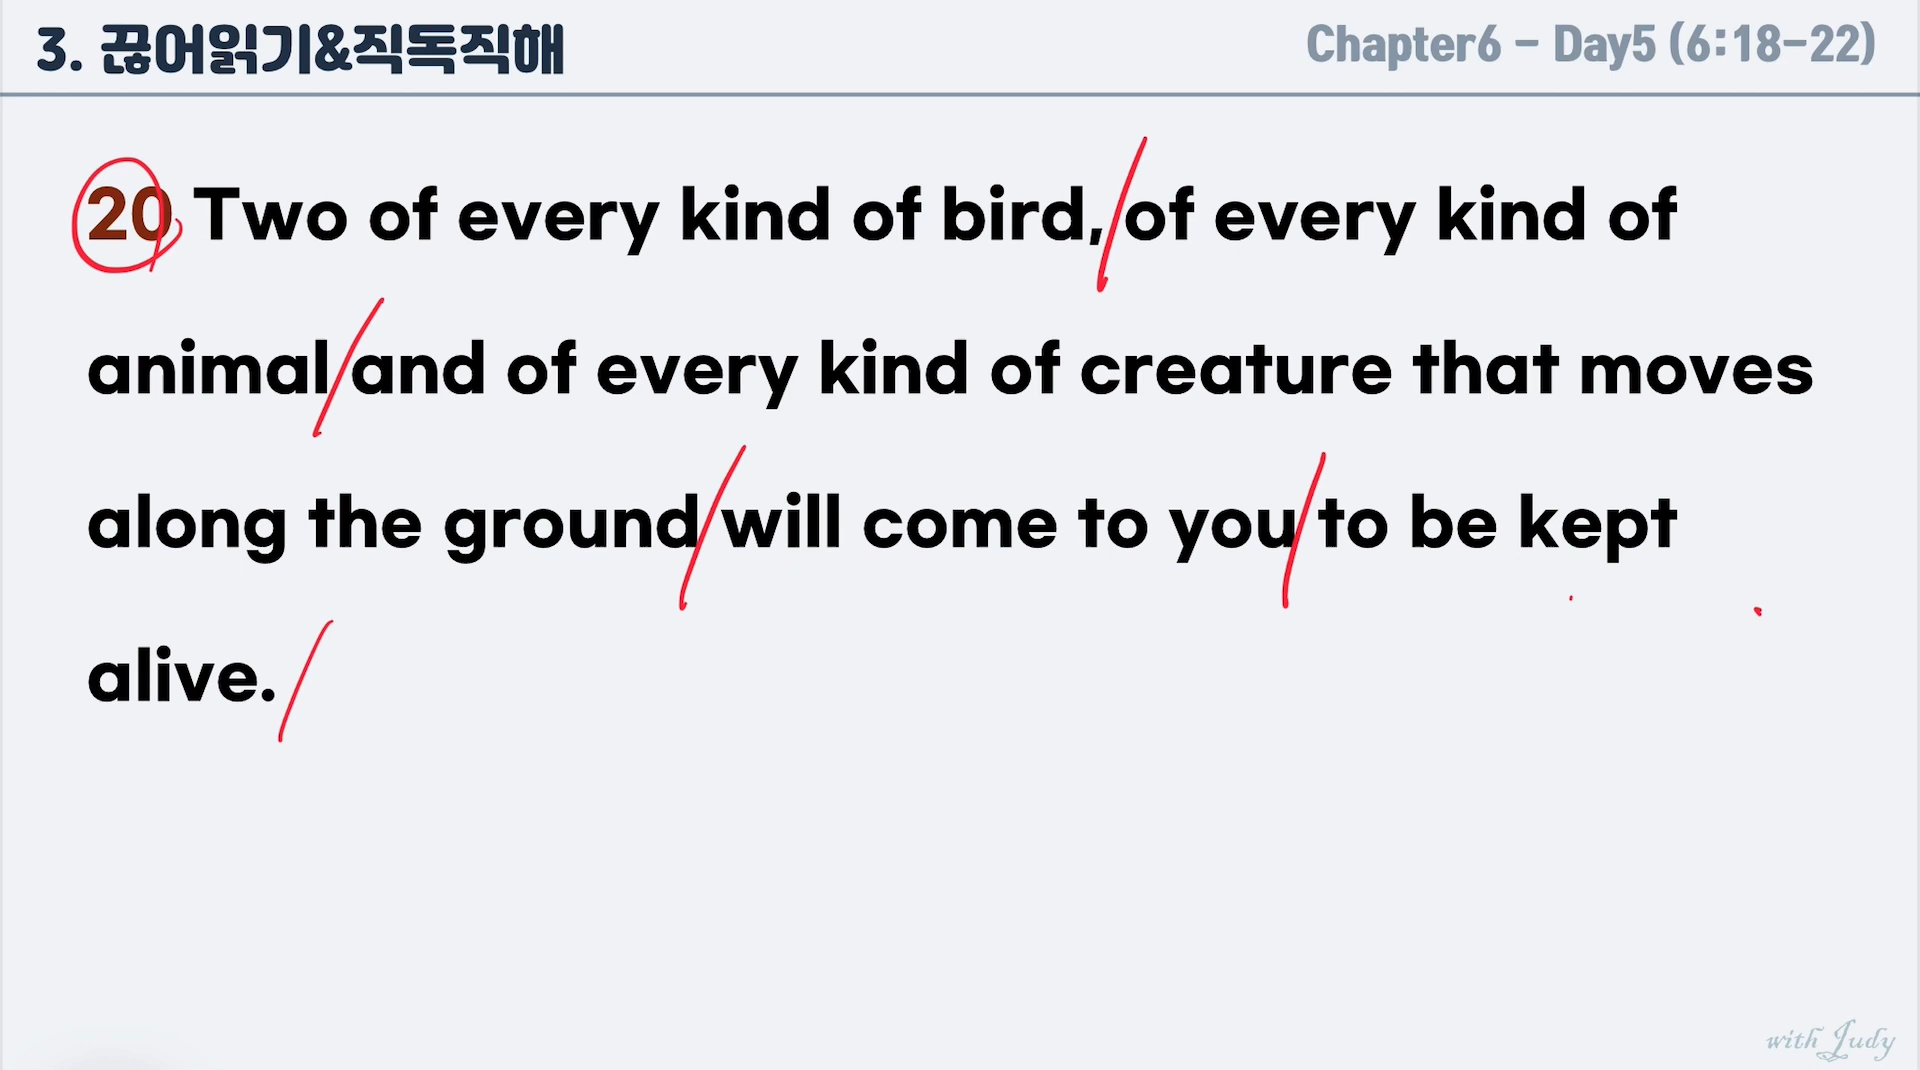 3. 끊어읽기&직독직해
Chapter6 - Day5 (6:18-22)
20 Two of every kind of bird, of every kind of
animal and of every kind of creature that moves
along the ground will come to you to be kept
alive.
with Judy